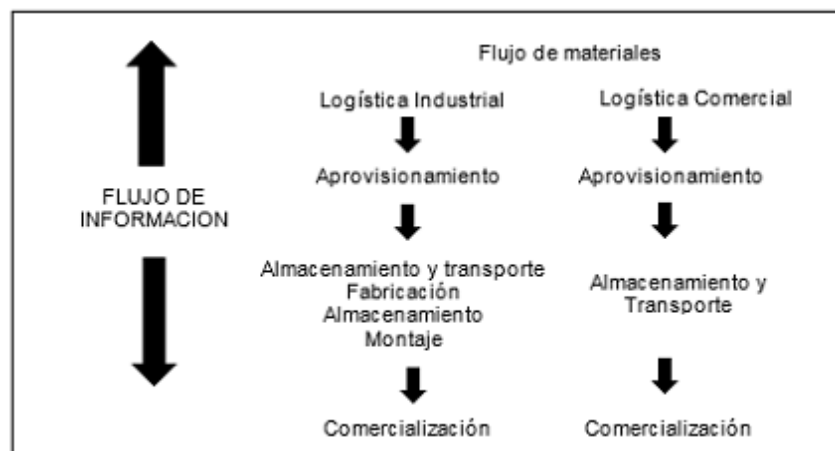 Flujo de materiales
Logística Industrial
Logística Comercial
Aprovisionamiento
Aprovisionamiento
FLUJO DE
INFORMACION
Almacenamiento y transporte
Fabricación
Almacenamiento
Montaje
Almacenamiento y
Transporte
Comercialización
Comercialización